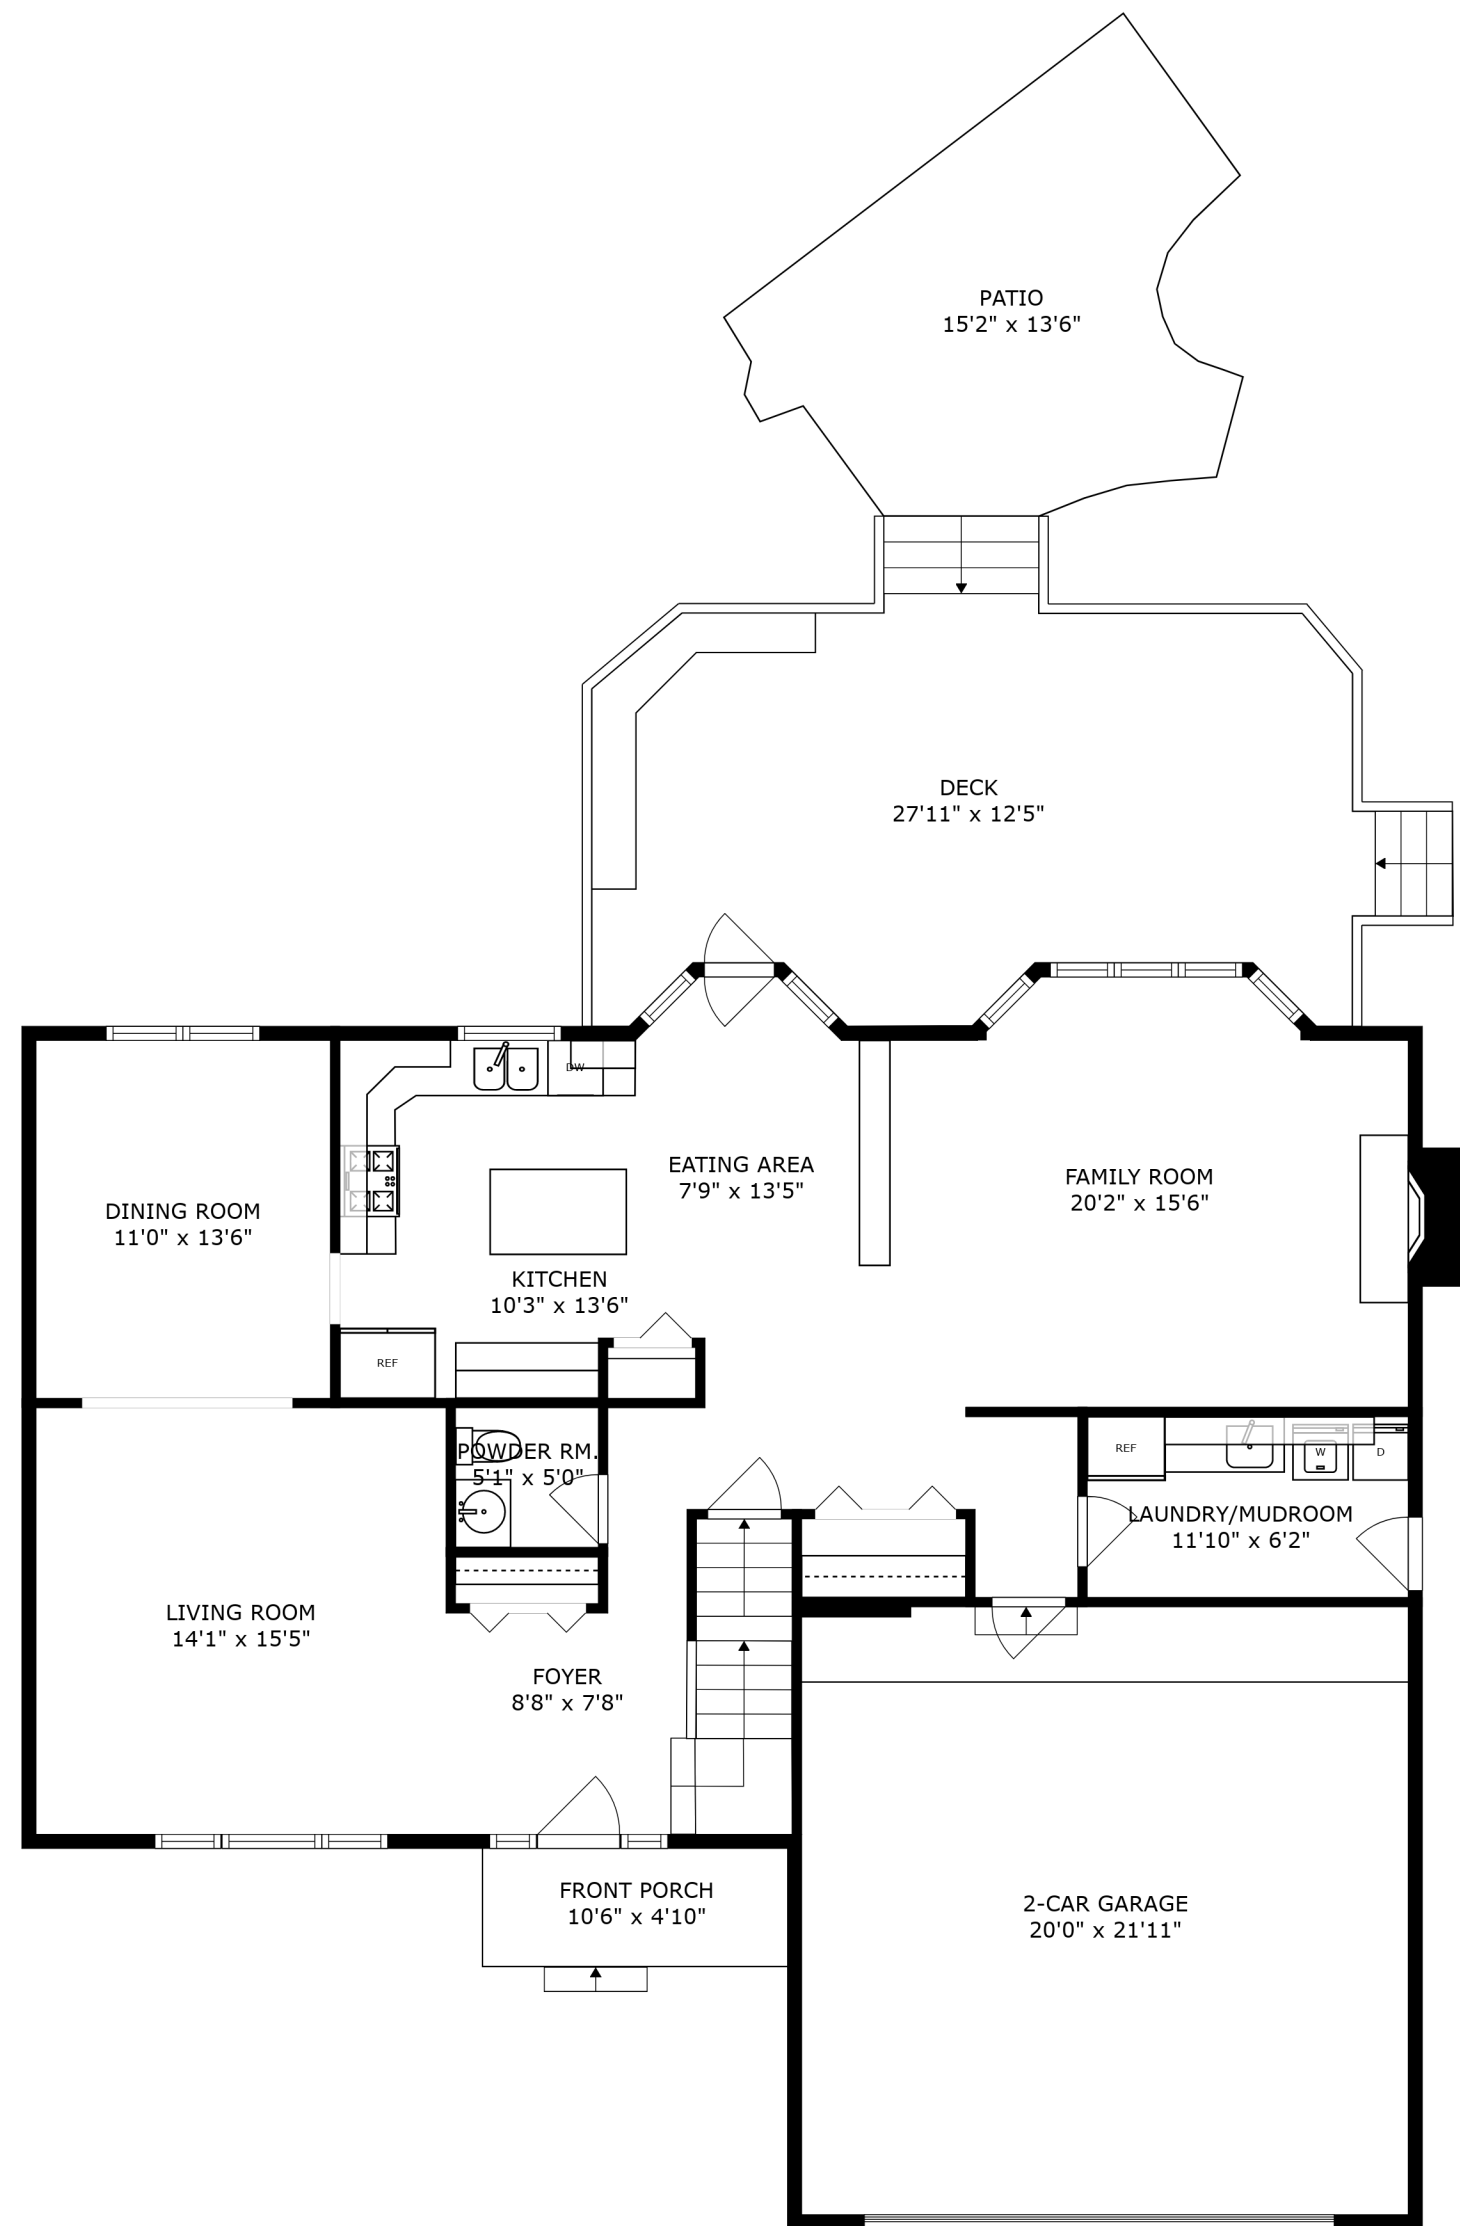 PATIO
15'2" x 13'6"
DECK
27'11" x 12'5"
DW
EATING AREA
7'9" x 13'5"
FAMILY ROOM
20'2" x 15'6"
DINING ROOM
11'0" x 13'6"
KITCHEN
10'3" x 13'6"
REF
POWDER RM.
5'1" x 5'0"
REF
W
D
LAUNDRY/MUDROOM
11'10" x 6'2"
LIVING ROOM
14'1" x 15'5"
FOYER
8'8" x 7'8"
FRONT PORCH
10'6" x 4'10"
2-CAR GARAGE
20'0" x 21'11"